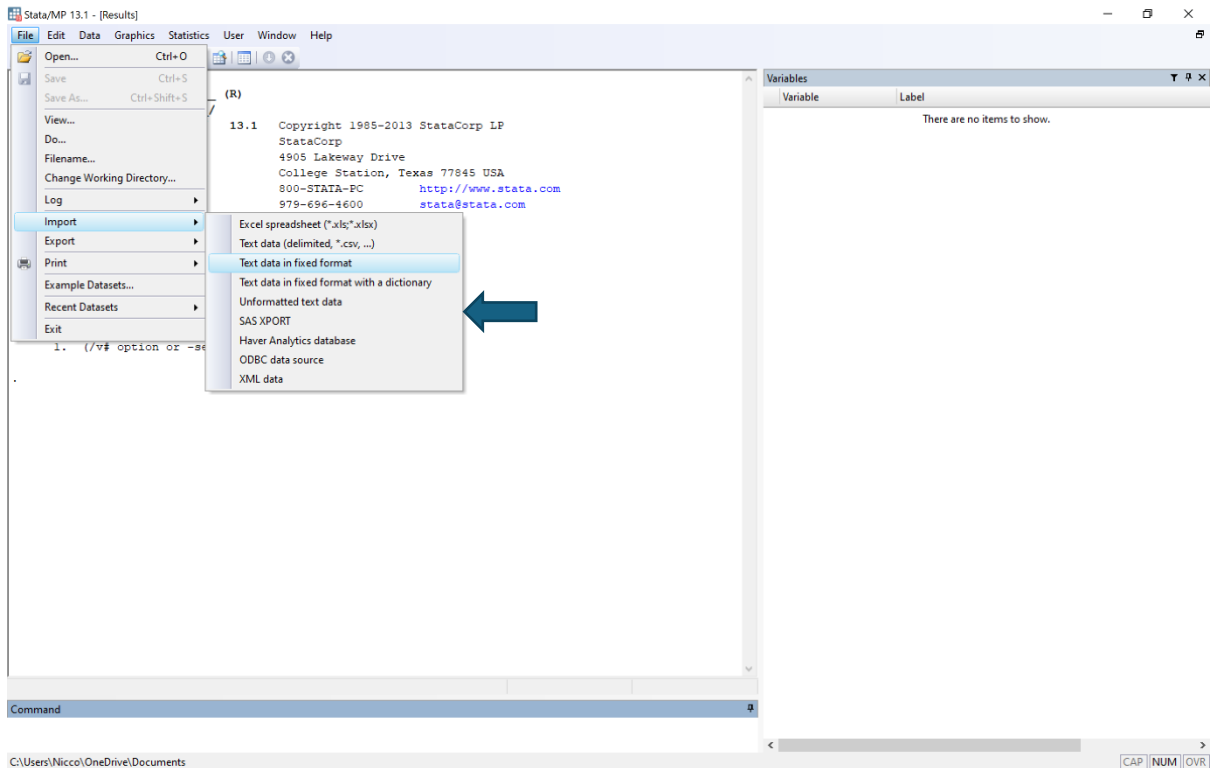 Stata/MP 13.1 - [Results]
File Edit Data Graphics Statistics User Window Help
Open... Ctrl+O
Save Ctrl+S
Save As... Ctrl+Shift+S
View...
Do...
Filename...
Change Working Directory...
Log
Import
Export
Print
Example Datasets...
Recent Datasets
Exit
Excel spreadsheet (*.xls;*.xlsx)
Text data (delimited, *.csv, ...)
Text data in fixed format
Text data in fixed format with a dictionary
Unformatted text data
SAS XPORT
Haver Analytics database
ODBC data source
XML data
(R)
13.1 Copyright 1985-2013 StataCorp LP
StataCorp
4905 Lakeway Drive
College Station, Texas 77845 USA
800-STATA-PC http://www.stata.com
979-696-4600 stata@stata.com
1. (/v# option or -se
.
Variables
Variable Label
There are no items to show.
Command
C:\Users\Nicco\OneDrive\Documents
CAP NUM OVR